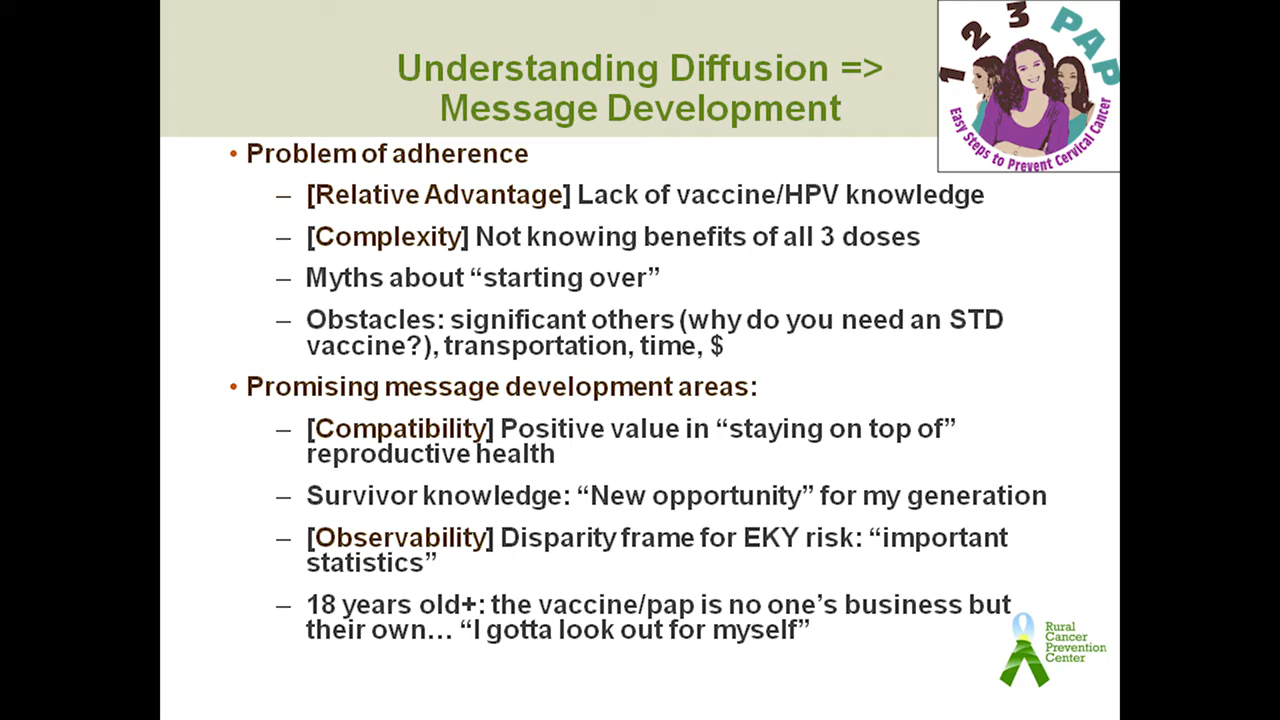 Understanding Diffusion =>
Message Development
1 2 3 PAP
Easy Steps to Prevent Cervical Cancer
• Problem of adherence
– [Relative Advantage] Lack of vaccine/HPV knowledge
– [Complexity] Not knowing benefits of all 3 doses
– Myths about “starting over”
– Obstacles: significant others (why do you need an STD
vaccine?), transportation, time, $
• Promising message development areas:
– [Compatibility] Positive value in “staying on top of”
reproductive health
– Survivor knowledge: “New opportunity” for my generation
– [Observability] Disparity frame for EKY risk: “important
statistics”
– 18 years old+: the vaccine/pap is no one’s business but
their own… “I gotta look out for myself”
Rural
Cancer
Prevention
Center